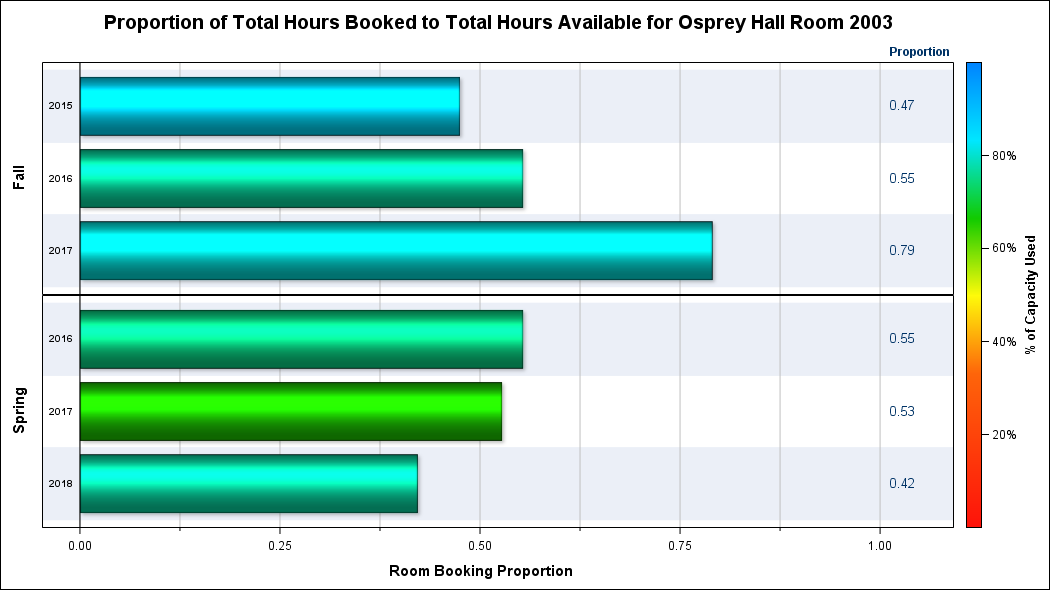 Proportion of Total Hours Booked to Total Hours Available for Osprey Hall Room 2003
Proportion
Fall
2015 0.47
2016 0.55
2017 0.79
Spring
2016 0.55
2017 0.53
2018 0.42
0.00 0.25 0.50 0.75 1.00
Room Booking Proportion
80%
60%
40%
20%
% of Capacity Used